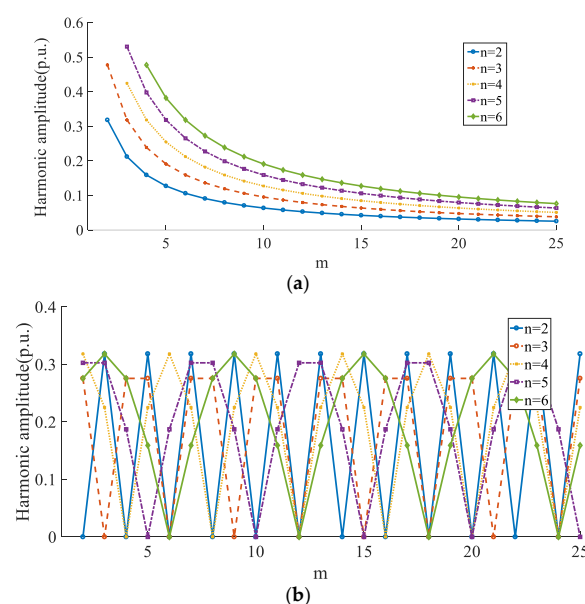 Harmonic amplitude(p.u.)
0.6
0.5
0.4
0.3
0.2
0.1
0
5
10
15
20
25
m
n=2
n=3
n=4
n=5
n=6
(a)
Harmonic amplitude(p.u.)
0.4
0.3
0.2
0.1
0
5
10
15
20
25
m
n=2
n=3
n=4
n=5
n=6
(b)